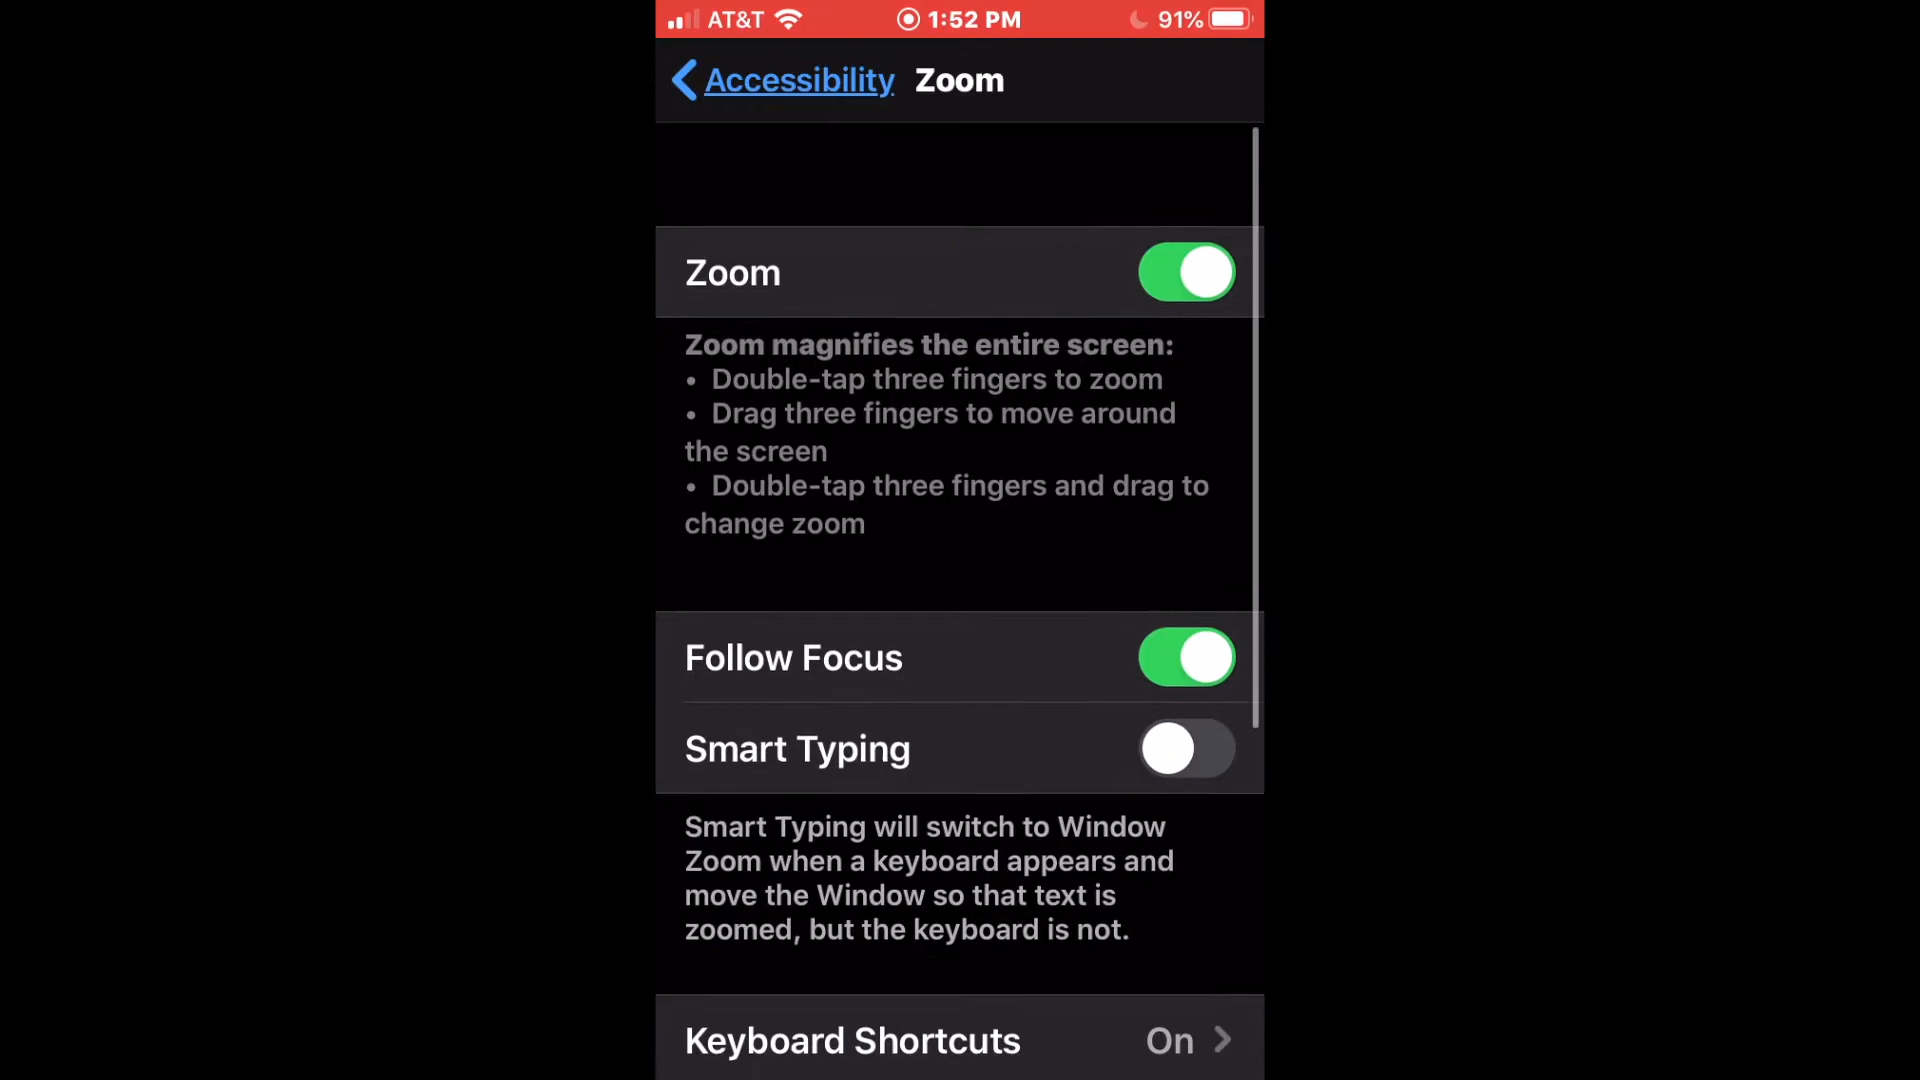 AT&T 1:52 PM 91%
Accessibility Zoom
Zoom
Zoom magnifies the entire screen:
• Double-tap three fingers to zoom
• Drag three fingers to move around
the screen
• Double-tap three fingers and drag to
change zoom
Follow Focus
Smart Typing
Smart Typing will switch to Window
Zoom when a keyboard appears and
move the Window so that text is
zoomed, but the keyboard is not.
Keyboard Shortcuts On